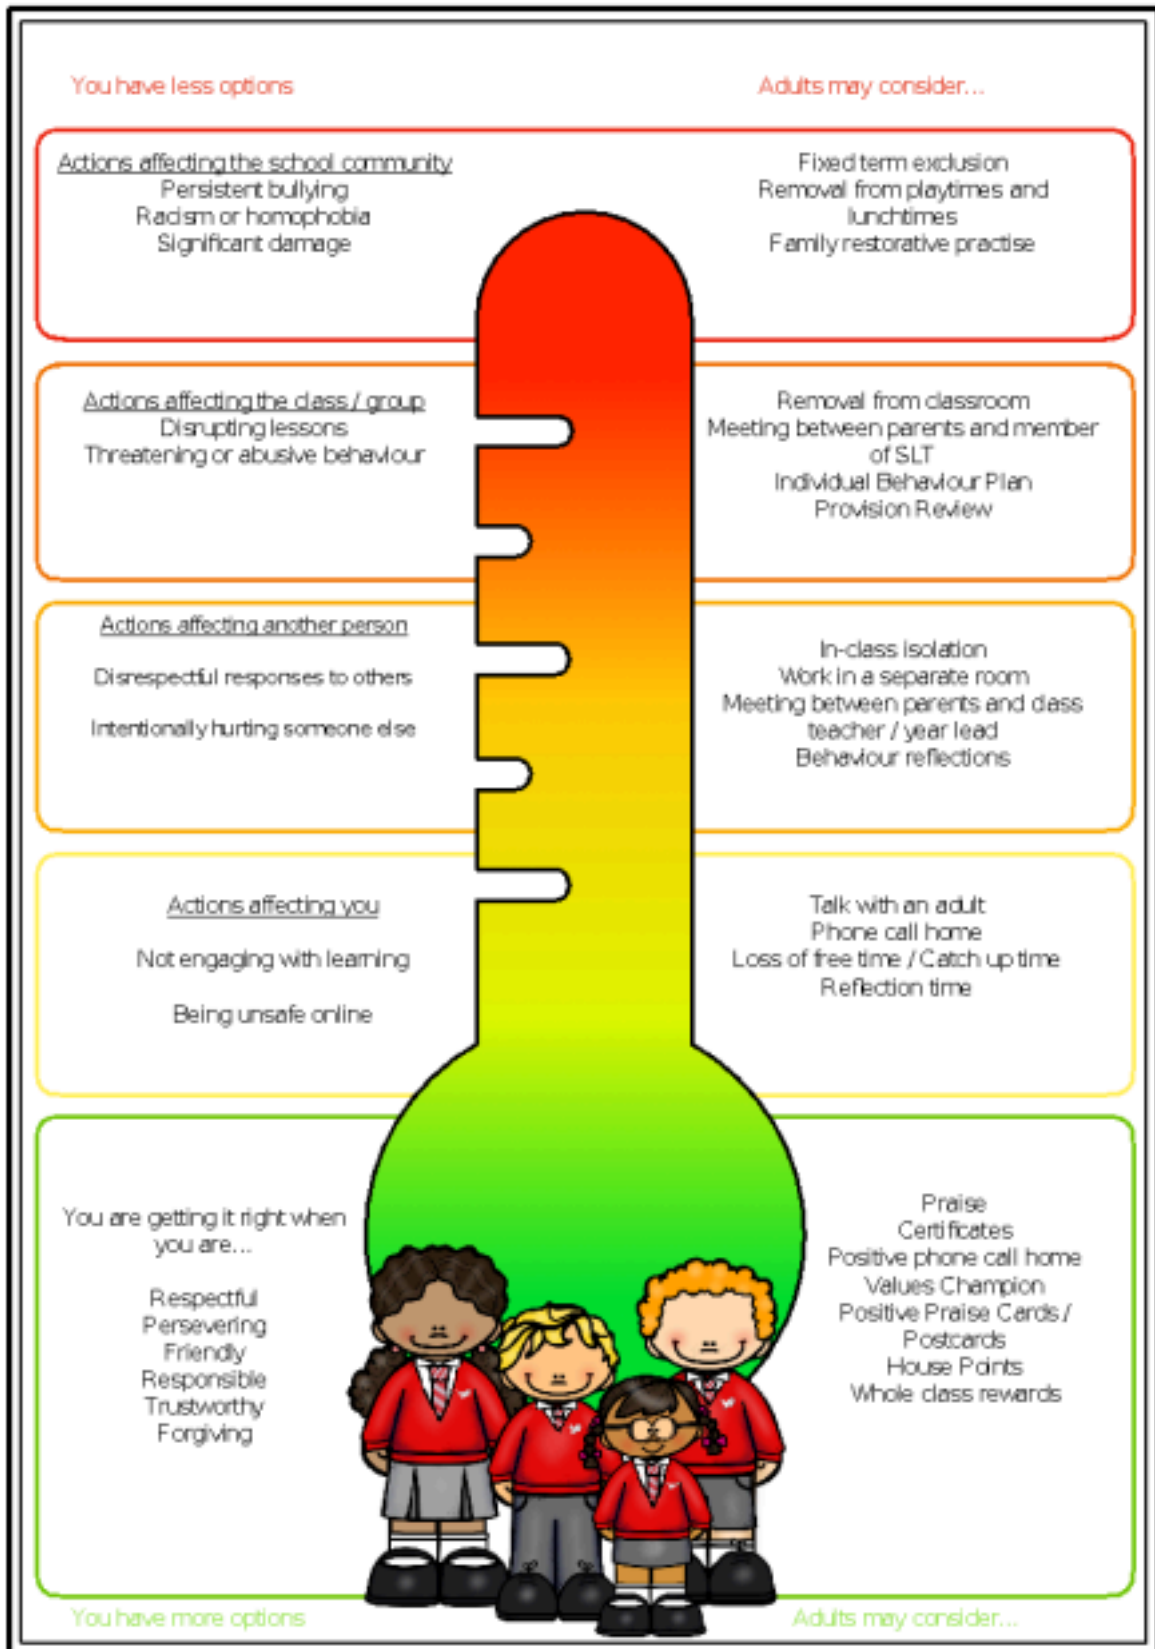 You have less options
Adults may consider...
Actions affecting the school community
Persistent bullying
Racism or homophobia
Significant damage
Fixed term exclusion
Removal from playtimes and
lunchtimes
Family restorative practise
Actions affecting the class / group
Disrupting lessons
Threatening or abusive behaviour
Removal from classroom
Meeting between parents and member
of SLT
Individual Behaviour Plan
Provision Review
Actions affecting another person
Disrespectful responses to others
Intentionally hurting someone else
In-class isolation
Work in a separate room
Meeting between parents and class
teacher / year lead
Behaviour reflections
Actions affecting you
Not engaging with learning
Being unsafe online
Talk with an adult
Phone call home
Loss of free time / Catch up time
Reflection time
You are getting it right when
you are...
Respectful
Persevering
Friendly
Responsible
Trustworthy
Forgiving
Praise
Certificates
Positive phone call home
Values Champion
Positive Praise Cards /
Postcards
House Points
Whole class rewards
You have more options
Adults may consider...